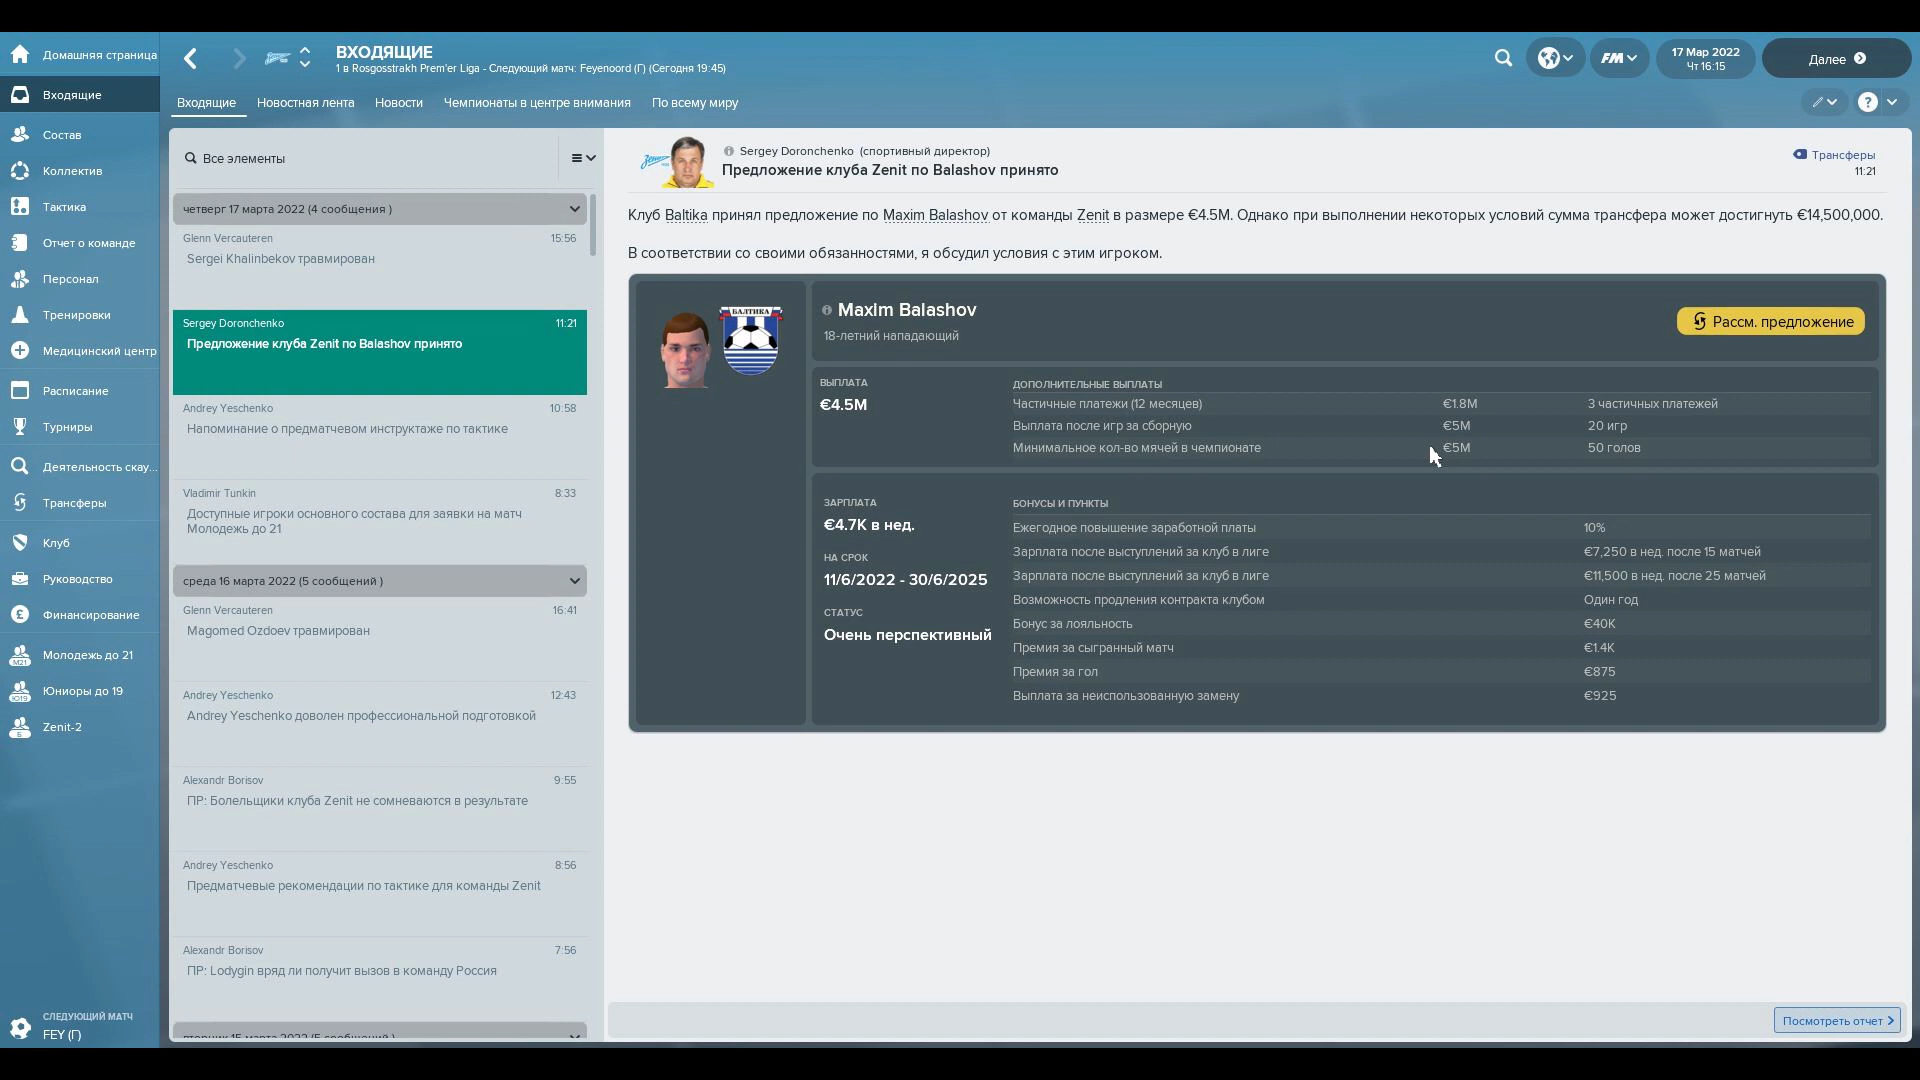 Домашняя страница
Входящие
Состав
Коллектив
Тактика
Отчет о команде
Персонал
Тренировки
Медицинский центр
Расписание
Турниры
Деятельность скау...
Трансферы
Клуб
Руководство
Финансирование
Молодежь до 21
Юниоры до 19
Zenit-2
СЛЕДУЮЩИЙ МАТЧ
FEY (Г)
ВХОДЯЩИЕ
1 в Rosgosstrakh Prem'er Liga - Следующий матч: Feyenoord (Г) (Сегодня 19:45)
FM
17 Мар 2022
Чт 16:15
Далее
Входящие Новостная лента Новости Чемпионаты в центре внимания По всему миру
Все элементы
четверг 17 марта 2022 (4 сообщения )
Glenn Vercauteren 15:56
Sergei Khalinbekov травмирован
Sergey Doronchenko 11:21
Предложение клуба Zenit по Balashov принято
Andrey Yeschenko 10:58
Напоминание о предматчевом инструктаже по тактике
Vladimir Tunkin 8:33
Доступные игроки основного состава для заявки на матч
Молодежь до 21
среда 16 марта 2022 (5 сообщений )
Glenn Vercauteren 16:41
Magomed Ozdoev травмирован
Andrey Yeschenko 12:43
Andrey Yeschenko доволен профессиональной подготовкой
Alexandr Borisov 9:55
ПР: Болельщики клуба Zenit не сомневаются в результате
Andrey Yeschenko 8:56
Предматчевые рекомендации по тактике для команды Zenit
Alexandr Borisov 7:56
ПР: Lodygin вряд ли получит вызов в команду Россия
вторник 15 марта 2022 (5 сообщений )
Sergey Doronchenko (спортивный директор)
Предложение клуба Zenit по Balashov принято
Трансферы
11:21
Клуб Baltika принял предложение по Maxim Balashov от команды Zenit в размере €4.5M. Однако при выполнении некоторых условий сумма трансфера может достигнуть €14,500,000.
В соответствии со своими обязанностями, я обсудил условия с этим игроком.
БАЛТИКА
Maxim Balashov
18-летний нападающий
Рассм. предложение
ВЫПЛАТА
€4.5M
ДОПОЛНИТЕЛЬНЫЕ ВЫПЛАТЫ
Частичные платежи (12 месяцев) €1.8M 3 частичных платежей
Выплата после игр за сборную €5M 20 игр
Минимальное кол-во мячей в чемпионате €5M 50 голов
ЗАРПЛАТА
€4.7K в нед.
НА СРОК
11/6/2022 - 30/6/2025
СТАТУС
Очень перспективный
БОНУСЫ И ПУНКТЫ
Ежегодное повышение заработной платы 10%
Зарплата после выступлений за клуб в лиге €7,250 в нед. после 15 матчей
Зарплата после выступлений за клуб в лиге €11,500 в нед. после 25 матчей
Возможность продления контракта клубом Один год
Бонус за лояльность €40K
Премия за сыгранный матч €1.4K
Премия за гол €875
Выплата за неиспользованную замену €925
Посмотреть отчет